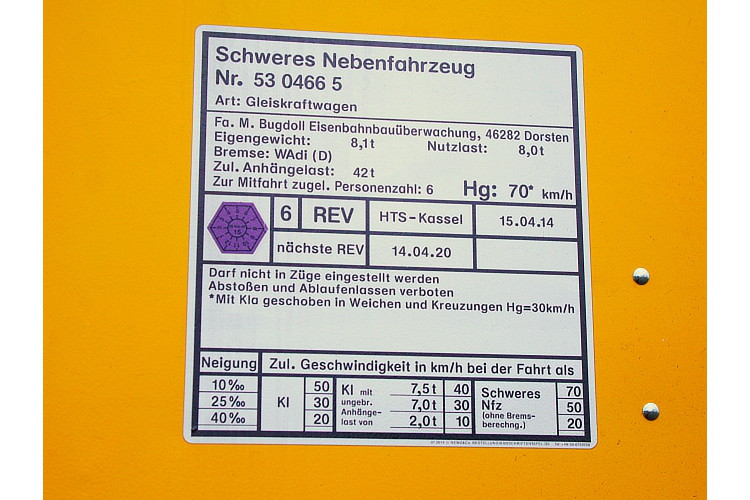 Schweres Nebenfahrzeug
Nr. 53 0466 5
Art: Gleiskraftwagen
Fa. M. Bugdoll Eisenbahnbauüberwachung, 46282 Dorsten
Eigengewicht: 8,1t Nutzlast: 8,0t
Bremse: WAdi (D)
Zul. Anhängelast: 42t
Zur Mitfahrt zugel. Personenzahl: 6 Hg: 70* km/h
6 REV HTS-Kassel 15.04.14
nächste REV 14.04.20
Darf nicht in Züge eingestellt werden
Abstoßen und Ablaufenlassen verboten
*Mit Kla geschoben in Weichen und Kreuzungen Hg=30km/h
Neigung Zul. Geschwindigkeit in km/h bei der Fahrt als
10‰ 50 Kl mit 7,5t 40 Schweres 70
25‰ Kl 30 ungebr. 7,0t 30 Nfz 50
40‰ 20 Anhänge- last von 2,0t 10 (ohne Brems- berechng.) 20